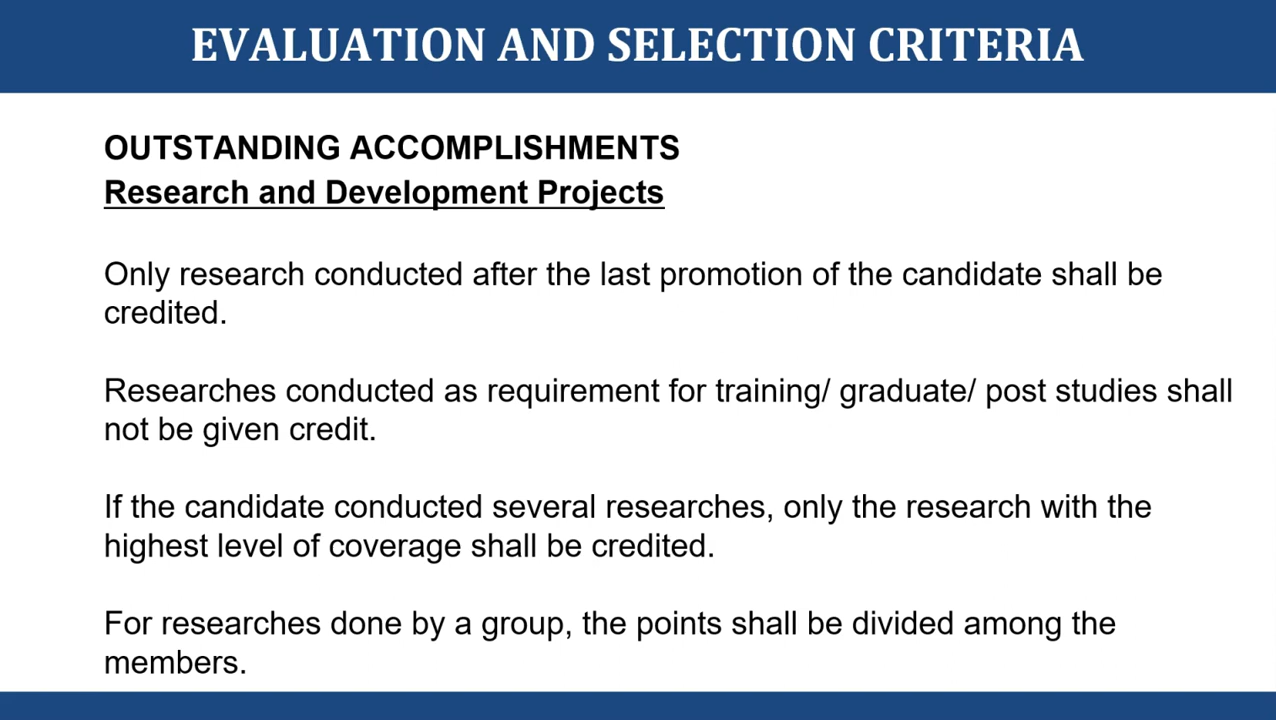 EVALUATION AND SELECTION CRITERIA
OUTSTANDING ACCOMPLISHMENTS
Research and Development Projects
Only research conducted after the last promotion of the candidate shall be
credited.
Researches conducted as requirement for training/ graduate/ post studies shall
not be given credit.
If the candidate conducted several researches, only the research with the
highest level of coverage shall be credited.
For researches done by a group, the points shall be divided among the
members.